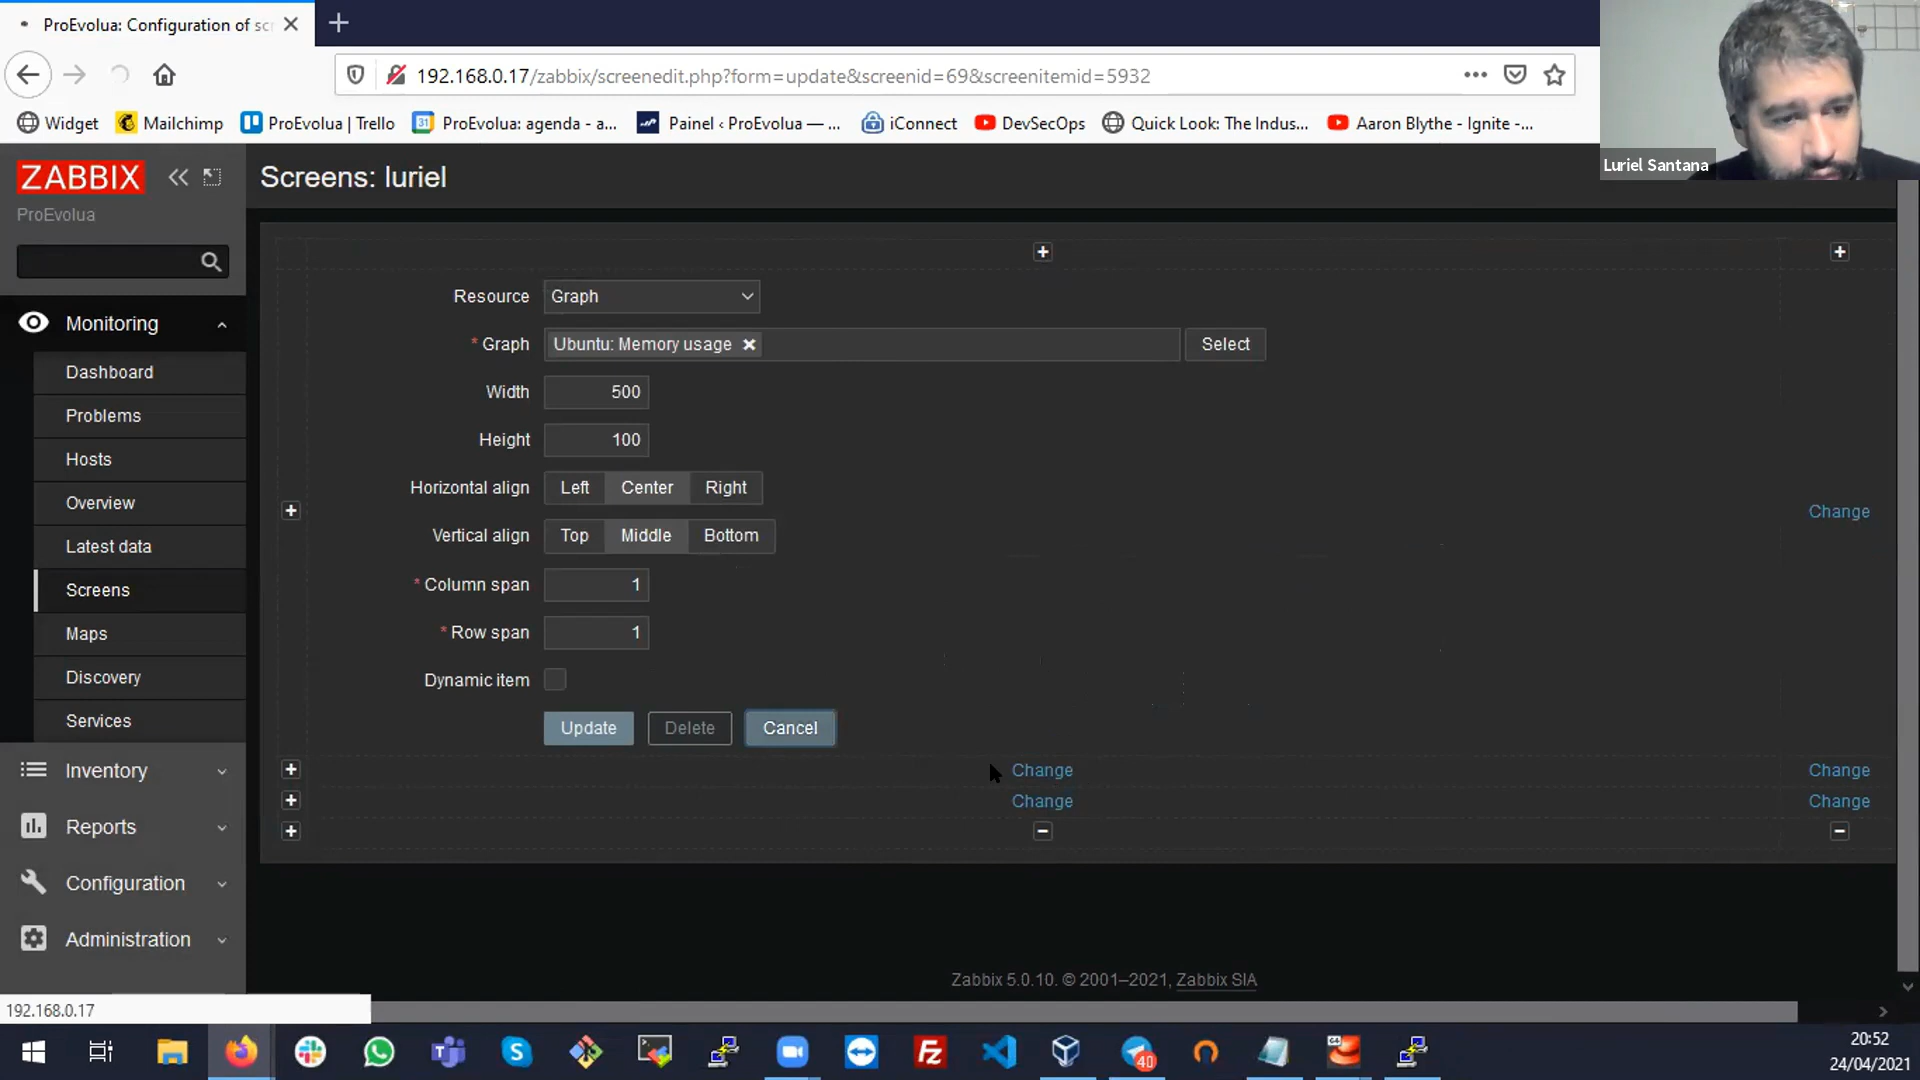 ProEvolua: Configuration of scr
192.168.0.17/zabbix/screenedit.php?form=update&screenid=69&screenitemid=5932
Widget
Mailchimp
ProEvolua | Trello
31
ProEvolua: agenda - a...
Painel ‹ ProEvolua — ...
iConnect
DevSecOps
Quick Look: The Indus...
Aaron Blythe - Ignite -...
Luriel Santana
ZABBIX
ProEvolua
Screens: luriel
Monitoring
Dashboard
Problems
Hosts
Overview
Latest data
Screens
Maps
Discovery
Services
Inventory
Reports
Configuration
Administration
Resource Graph
* Graph Ubuntu: Memory usage Select
Width 500
Height 100
Horizontal align Left Center Right
Vertical align Top Middle Bottom
Change
* Column span 1
* Row span 1
Dynamic item
Update Delete Cancel
Change Change
Change Change
Zabbix 5.0.10. © 2001–2021, Zabbix SIA
192.168.0.17
40
20:52
24/04/2021